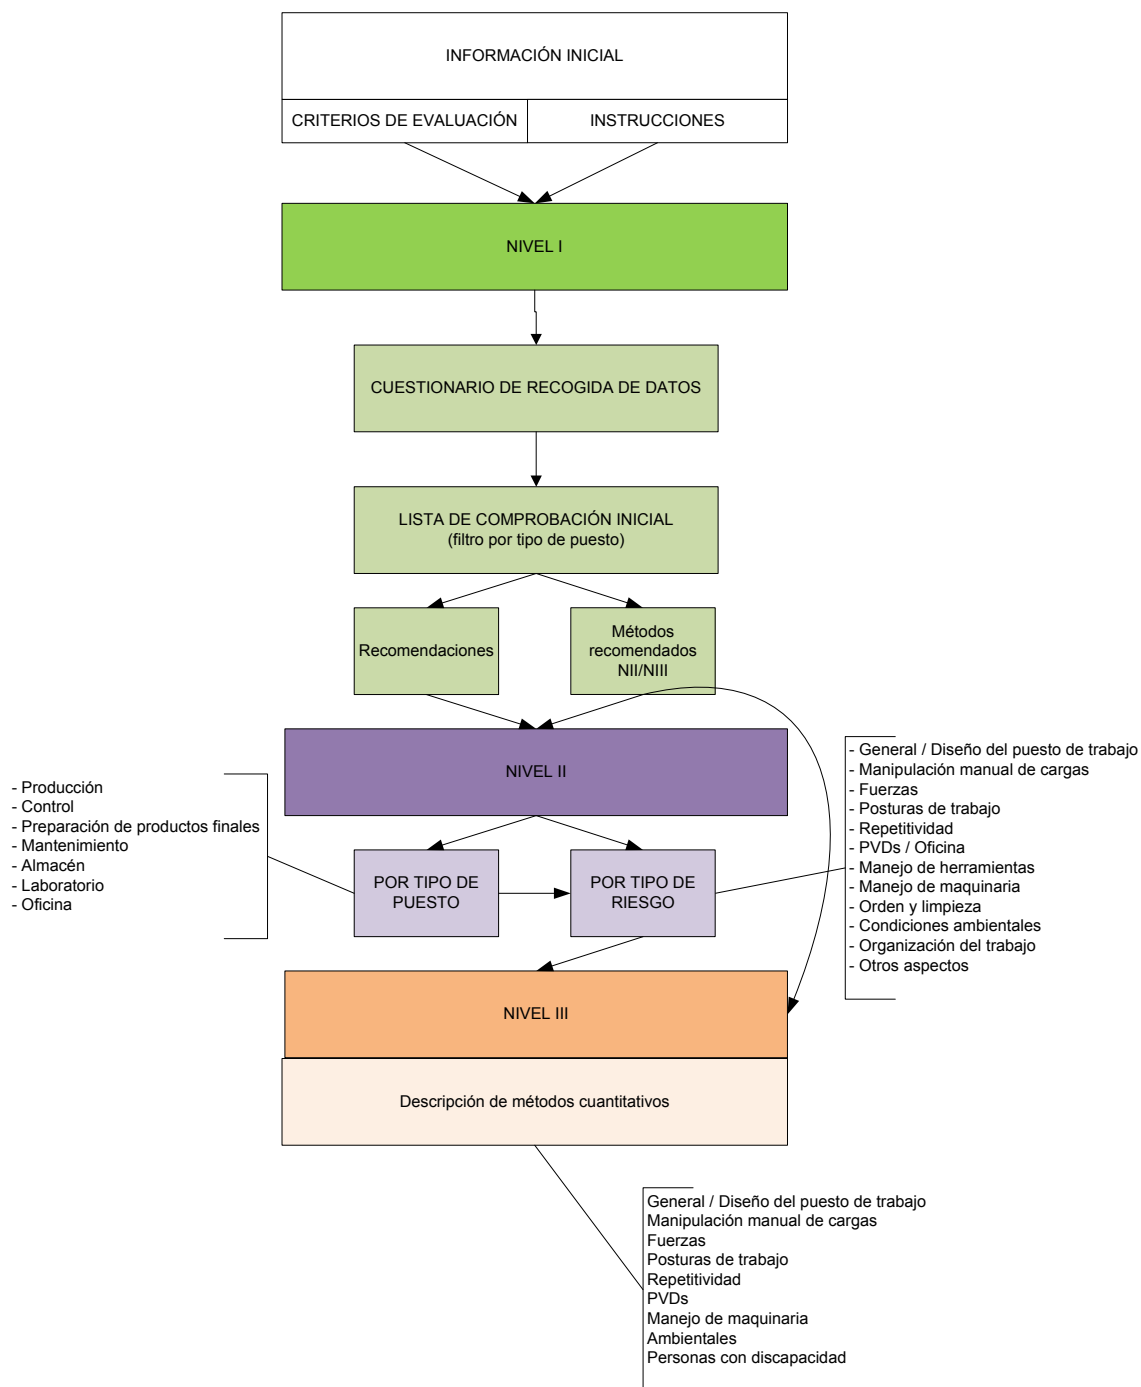 INFORMACIÓN INICIAL
CRITERIOS DE EVALUACIÓN
INSTRUCCIONES
NIVEL I
CUESTIONARIO DE RECOGIDA DE DATOS
LISTA DE COMPROBACIÓN INICIAL
(filtro por tipo de puesto)
Recomendaciones
Métodos
recomendados
NII/NIII
NIVEL II
- Producción
- Control
- Preparación de productos finales
- Mantenimiento
- Almacén
- Laboratorio
- Oficina
POR TIPO DE
PUESTO
POR TIPO DE
RIESGO
- General / Diseño del puesto de trabajo
- Manipulación manual de cargas
- Fuerzas
- Posturas de trabajo
- Repetitividad
- PVDs / Oficina
- Manejo de herramientas
- Manejo de maquinaria
- Orden y limpieza
- Condiciones ambientales
- Organización del trabajo
- Otros aspectos
NIVEL III
Descripción de métodos cuantitativos
General / Diseño del puesto de trabajo
Manipulación manual de cargas
Fuerzas
Posturas de trabajo
Repetitividad
PVDs
Manejo de maquinaria
Ambientales
Personas con discapacidad